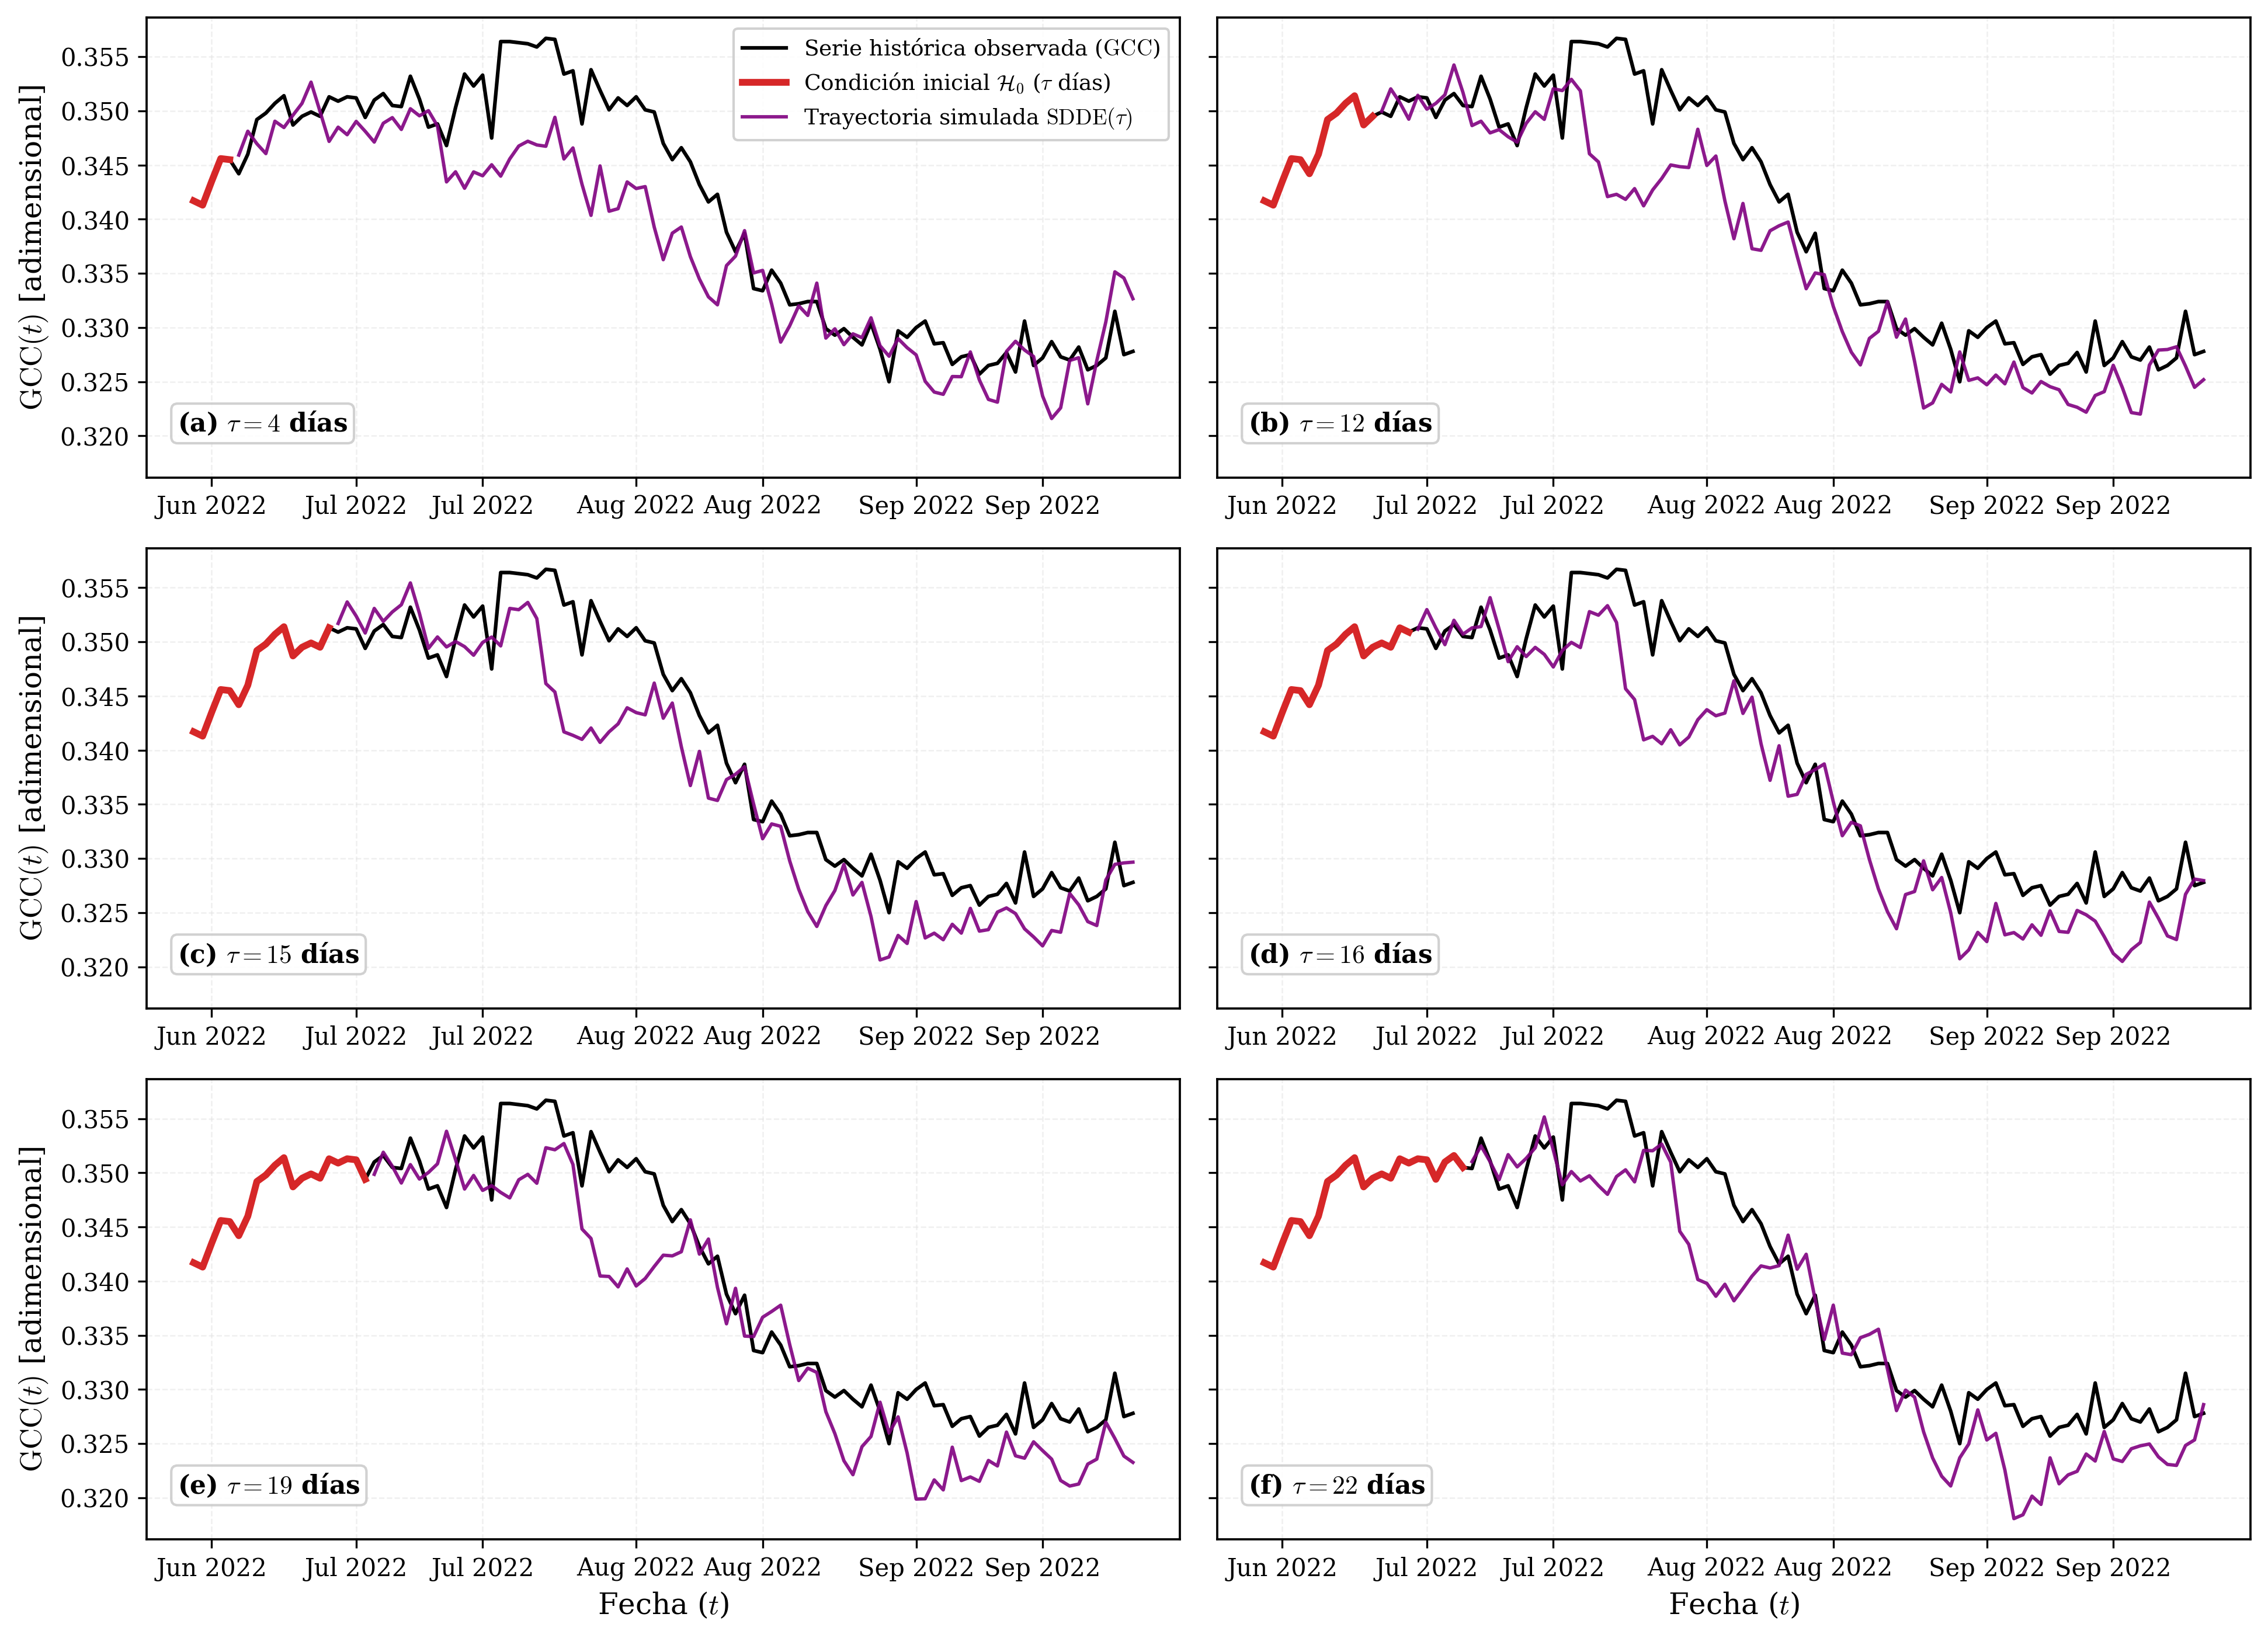 GCC(t) [adimensional]
0.355
0.350
0.345
0.340
0.335
0.330
0.325
0.320
Serie histórica observada (GCC)
Condición inicial ℋ₀ (τ días)
Trayectoria simulada SDDE(τ)
(a) τ = 4 días
Jun 2022 Jul 2022 Jul 2022 Aug 2022 Aug 2022 Sep 2022 Sep 2022
(b) τ = 12 días
Jun 2022 Jul 2022 Jul 2022 Aug 2022 Aug 2022 Sep 2022 Sep 2022
GCC(t) [adimensional]
0.355
0.350
0.345
0.340
0.335
0.330
0.325
0.320
(c) τ = 15 días
Jun 2022 Jul 2022 Jul 2022 Aug 2022 Aug 2022 Sep 2022 Sep 2022
(d) τ = 16 días
Jun 2022 Jul 2022 Jul 2022 Aug 2022 Aug 2022 Sep 2022 Sep 2022
GCC(t) [adimensional]
0.355
0.350
0.345
0.340
0.335
0.330
0.325
0.320
(e) τ = 19 días
Jun 2022 Jul 2022 Jul 2022 Aug 2022 Aug 2022 Sep 2022 Sep 2022
Fecha (t)
(f) τ = 22 días
Jun 2022 Jul 2022 Jul 2022 Aug 2022 Aug 2022 Sep 2022 Sep 2022
Fecha (t)